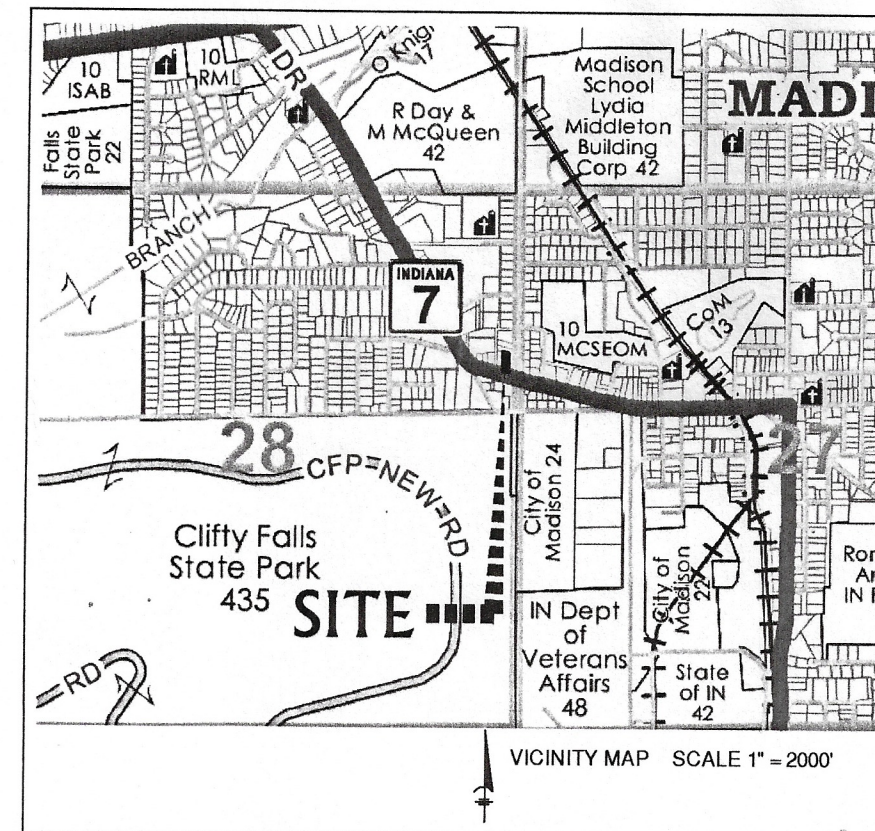 10
ISAB
10
RML
DR
O Knig
17
R Day &
M McQueen
42
Madison
School
Lydia
Middleton
Building
Corp 42
MADI
Falls
State
Park
22
BRANCH
INDIANA
7
10
MCSEOM
CoM
13
28
27
CFP=NEW=RD
City of
Madison 24
Clifty Falls
State Park
435
SITE
City of
Madison
22
IN Dept
of
Veterans
Affairs
48
State
of IN
42
RD
VICINITY MAP SCALE 1" = 2000'